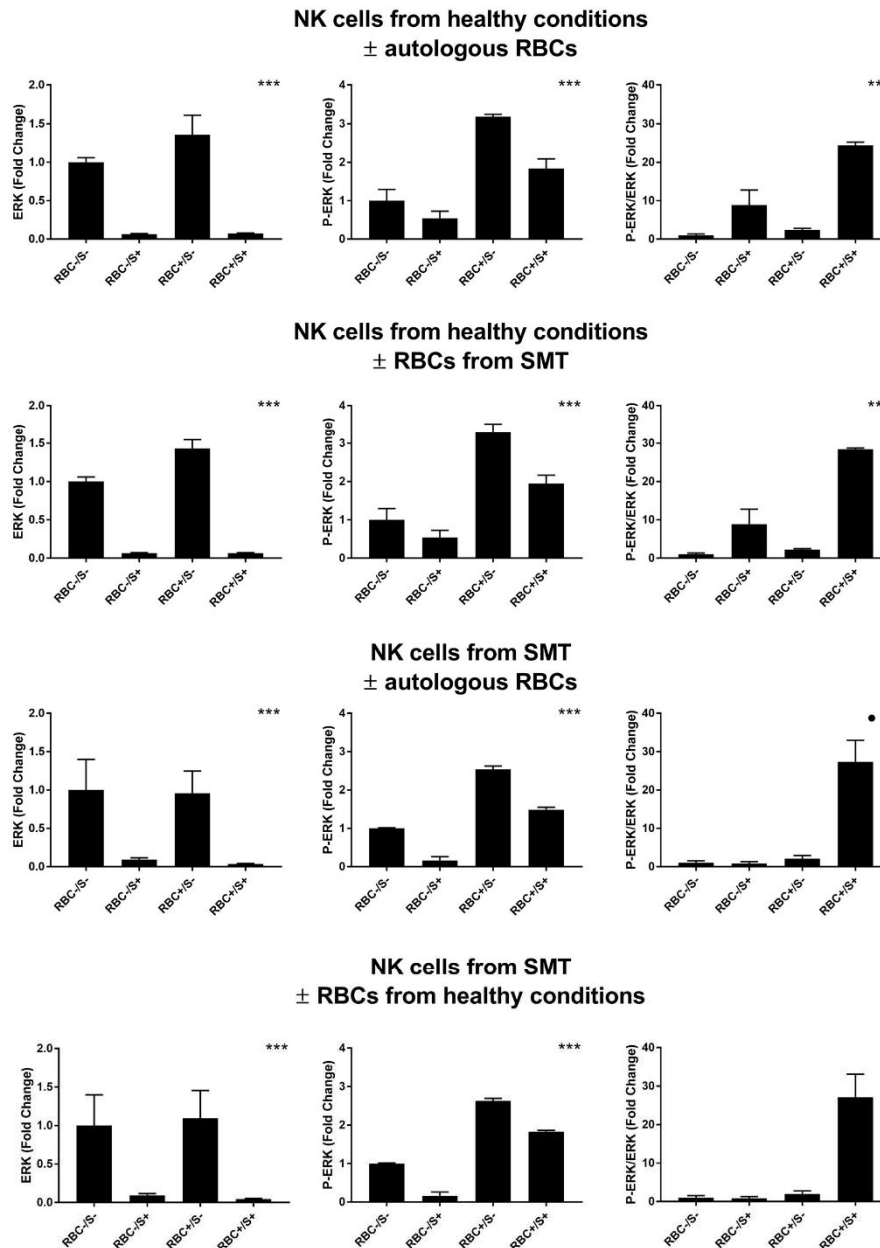 NK cells from healthy conditions
± autologous RBCs
ERK (Fold Change)
2.0
1.5
1.0
0.5
0.0
***
RBC-/S-
RBC-/S+
RBC+/S-
RBC+/S+
P-ERK (Fold Change)
4
3
2
1
0
***
RBC-/S-
RBC-/S+
RBC+/S-
RBC+/S+
P-ERK/ERK (Fold Change)
40
30
20
10
0
**
RBC-/S-
RBC-/S+
RBC+/S-
RBC+/S+
NK cells from healthy conditions
± RBCs from SMT
ERK (Fold Change)
2.0
1.5
1.0
0.5
0.0
***
RBC-/S-
RBC-/S+
RBC+/S-
RBC+/S+
P-ERK (Fold Change)
4
3
2
1
0
***
RBC-/S-
RBC-/S+
RBC+/S-
RBC+/S+
P-ERK/ERK (Fold Change)
40
30
20
10
0
**
RBC-/S-
RBC-/S+
RBC+/S-
RBC+/S+
NK cells from SMT
± autologous RBCs
ERK (Fold Change)
2.0
1.5
1.0
0.5
0.0
***
RBC-/S-
RBC-/S+
RBC+/S-
RBC+/S+
P-ERK (Fold Change)
4
3
2
1
0
***
RBC-/S-
RBC-/S+
RBC+/S-
RBC+/S+
P-ERK/ERK (Fold Change)
40
30
20
10
0
•
RBC-/S-
RBC-/S+
RBC+/S-
RBC+/S+
NK cells from SMT
± RBCs from healthy conditions
ERK (Fold Change)
2.0
1.5
1.0
0.5
0.0
***
RBC-/S-
RBC-/S+
RBC+/S-
RBC+/S+
P-ERK (Fold Change)
4
3
2
1
0
***
RBC-/S-
RBC-/S+
RBC+/S-
RBC+/S+
P-ERK/ERK (Fold Change)
40
30
20
10
0
RBC-/S-
RBC-/S+
RBC+/S-
RBC+/S+